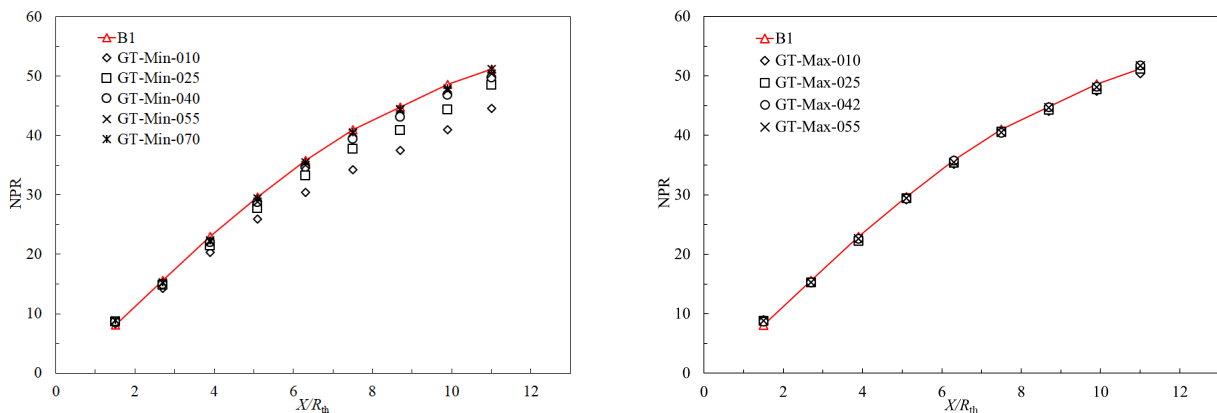 60
50
40
30
20
10
0
NPR
B1
GT-Min-010
GT-Min-025
GT-Min-040
GT-Min-055
GT-Min-070
0 2 4 6 8 10 12
X/Rth
60
50
40
30
20
10
0
NPR
B1
GT-Max-010
GT-Max-025
GT-Max-042
GT-Max-055
0 2 4 6 8 10 12
X/Rth